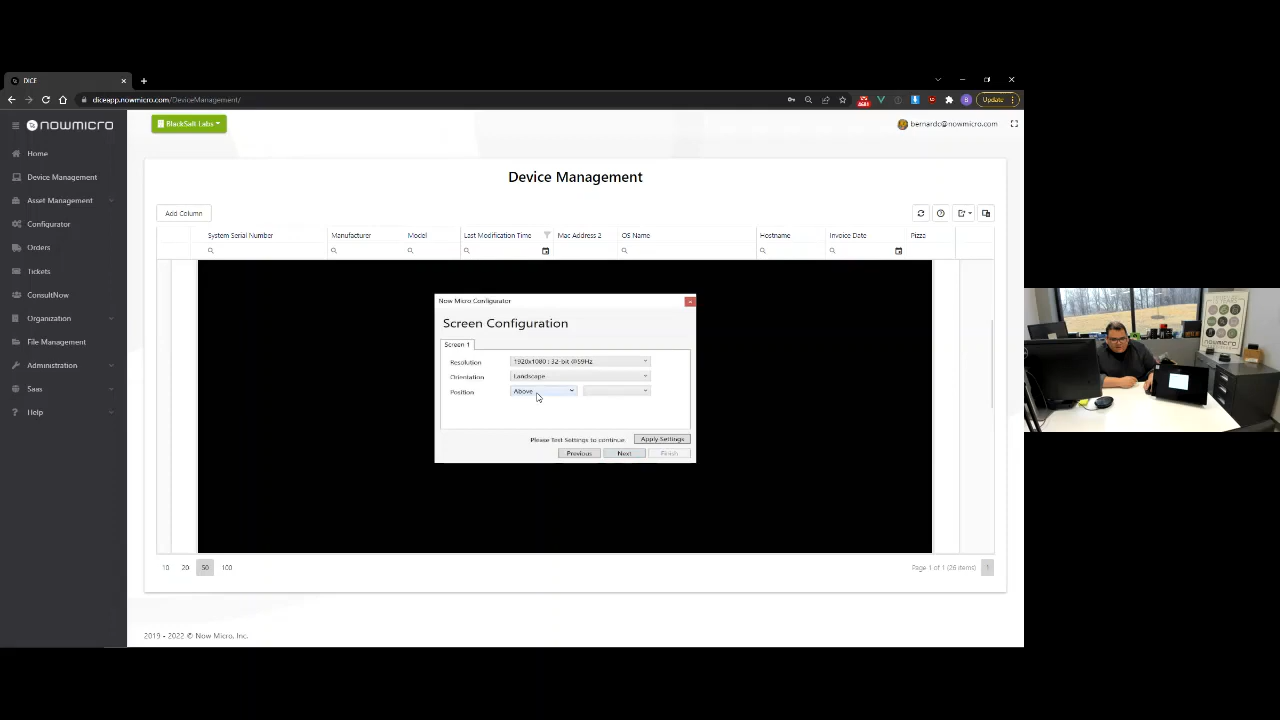 DICE
diceapp.nowmicro.com/DeviceManagement/
Update
nowmicro
BlackSalt Labs
bernardc@nowmicro.com
Home
Device Management
Asset Management
Configurator
Orders
Tickets
ConsultNow
Organization
File Management
Administration
Saas
Help
Device Management
Add Column
System Serial Number
Manufacturer
Model
Last Modification Time
Mac Address 2
OS Name
Hostname
Invoice Date
Pizza
Now Micro Configurator
Screen Configuration
Screen 1
Resolution
1920x1080 : 32-bit @59Hz
Orientation
Landscape
Position
Above
Please Test Settings to continue.
Apply Settings
Previous
Next
Finish
10
20
50
100
Page 1 of 1 (26 items)
1
2019 - 2022 © Now Micro, Inc.